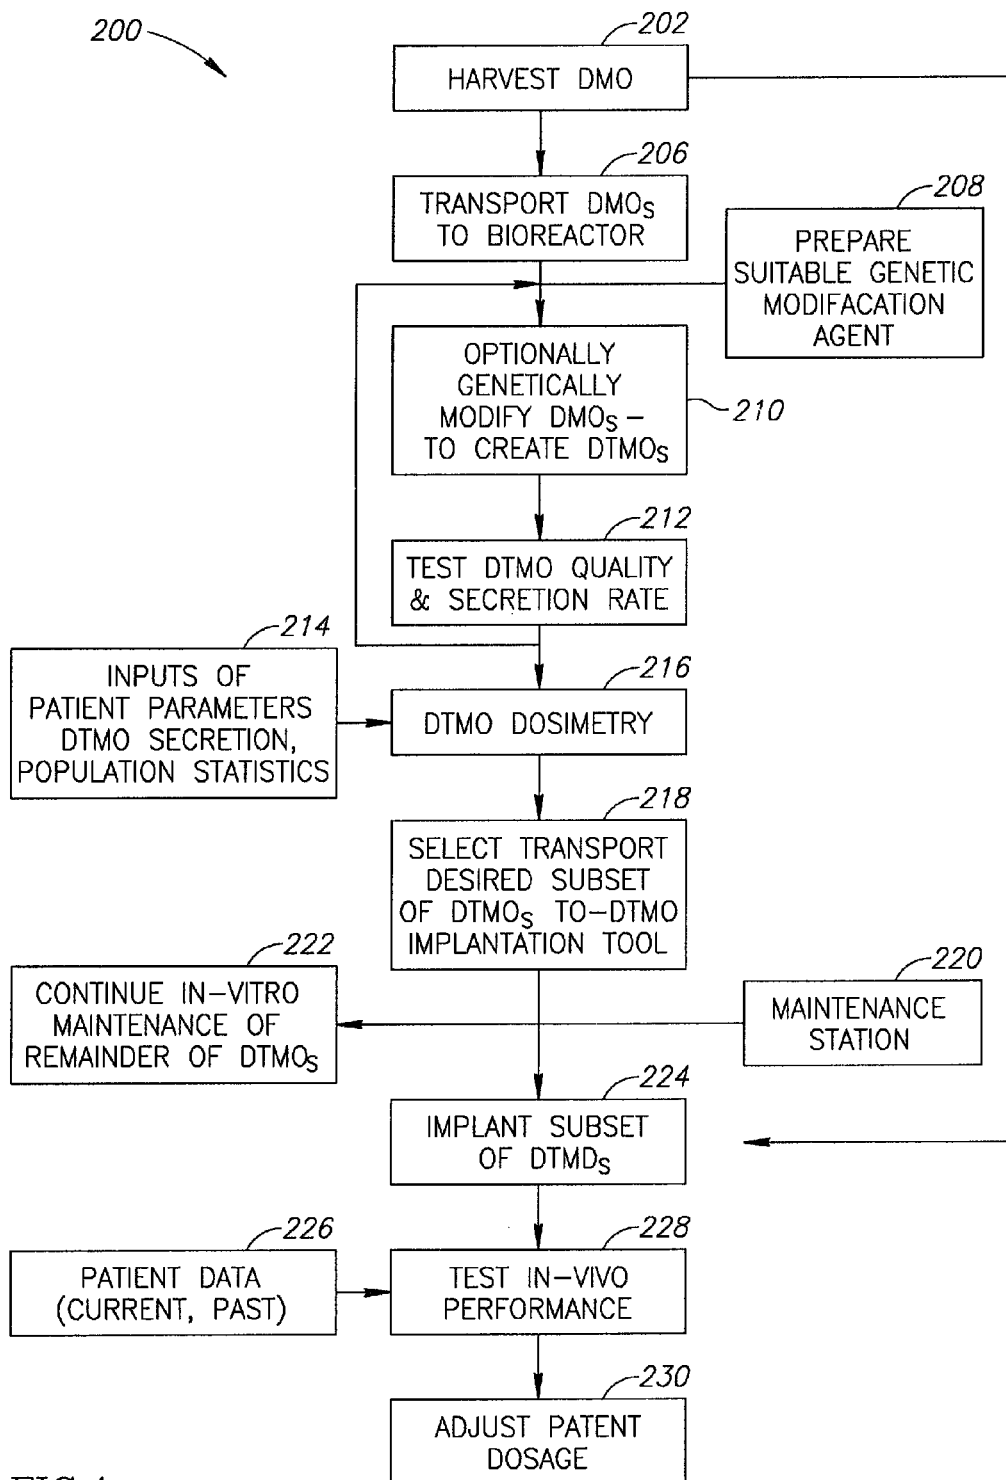 200
202
HARVEST DMO
206
TRANSPORT DMOS
TO BIOREACTOR
208
PREPARE
SUITABLE GENETIC
MODIFACATION
AGENT
OPTIONALLY
GENETICALLY
MODIFY DMOS –
TO CREATE DTMOS
210
212
TEST DTMO QUALITY
& SECRETION RATE
214
INPUTS OF
PATIENT PARAMETERS
DTMO SECRETION,
POPULATION STATISTICS
216
DTMO DOSIMETRY
218
SELECT TRANSPORT
DESIRED SUBSET
OF DTMOS TO–DTMO
IMPLANTATION TOOL
222
CONTINUE IN–VITRO
MAINTENANCE OF
REMAINDER OF DTMOS
220
MAINTENANCE
STATION
224
IMPLANT SUBSET
OF DTMDS
226
PATIENT DATA
(CURRENT, PAST)
228
TEST IN–VIVO
PERFORMANCE
230
ADJUST PATENT
DOSAGE